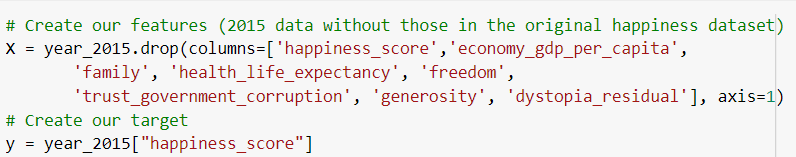 # Create our features (2015 data without those in the original happiness dataset)
X = year_2015.drop(columns=['happiness_score','economy_gdp_per_capita',
'family', 'health_life_expectancy', 'freedom',
'trust_government_corruption', 'generosity', 'dystopia_residual'], axis=1)
# Create our target
y = year_2015["happiness_score"]